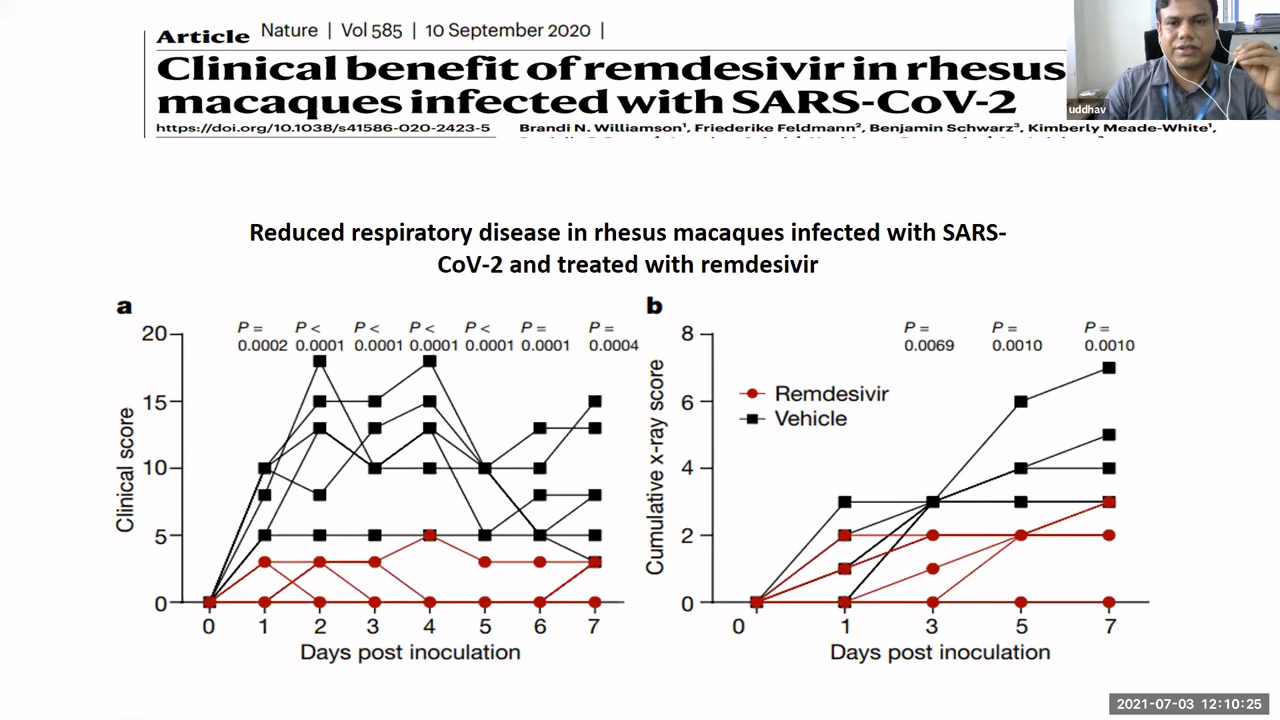 Article Nature | Vol 585 | 10 September 2020 |
Clinical benefit of remdesivir in rhesus
macaques infected with SARS-CoV-2
https://doi.org/10.1038/s41586-020-2423-5 Brandi N. Williamson¹, Friederike Feldmann², Benjamin Schwarz³, Kimberly Meade-White¹,
uddhav
Reduced respiratory disease in rhesus macaques infected with SARS-
CoV-2 and treated with remdesivir
a
P = 0.0002 P < 0.0001 P < 0.0001 P < 0.0001 P < 0.0001 P = 0.0001 P = 0.0004
Clinical score
20
15
10
5
0
0 1 2 3 4 5 6 7
Days post inoculation
b
P = 0.0069 P = 0.0010 P = 0.0010
Remdesivir
Vehicle
Cumulative x-ray score
8
6
4
2
0
0 1 3 5 7
Days post inoculation
2021-07-03 12:10:25